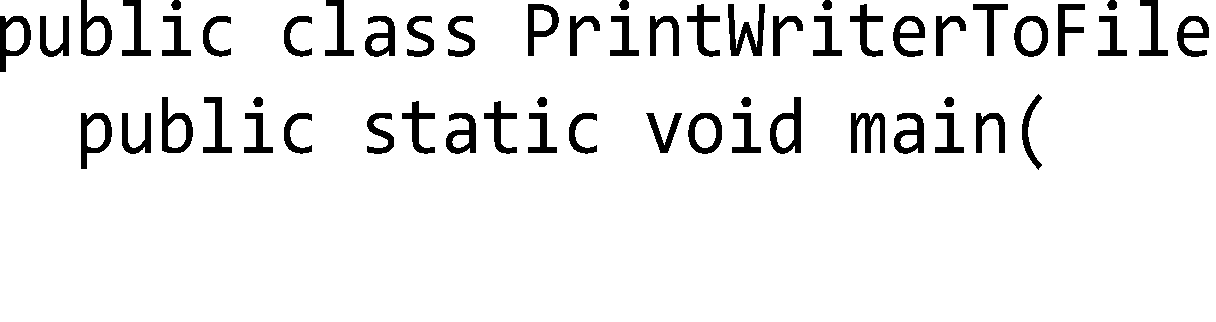 public class PrintWriterToFile
public static void main(